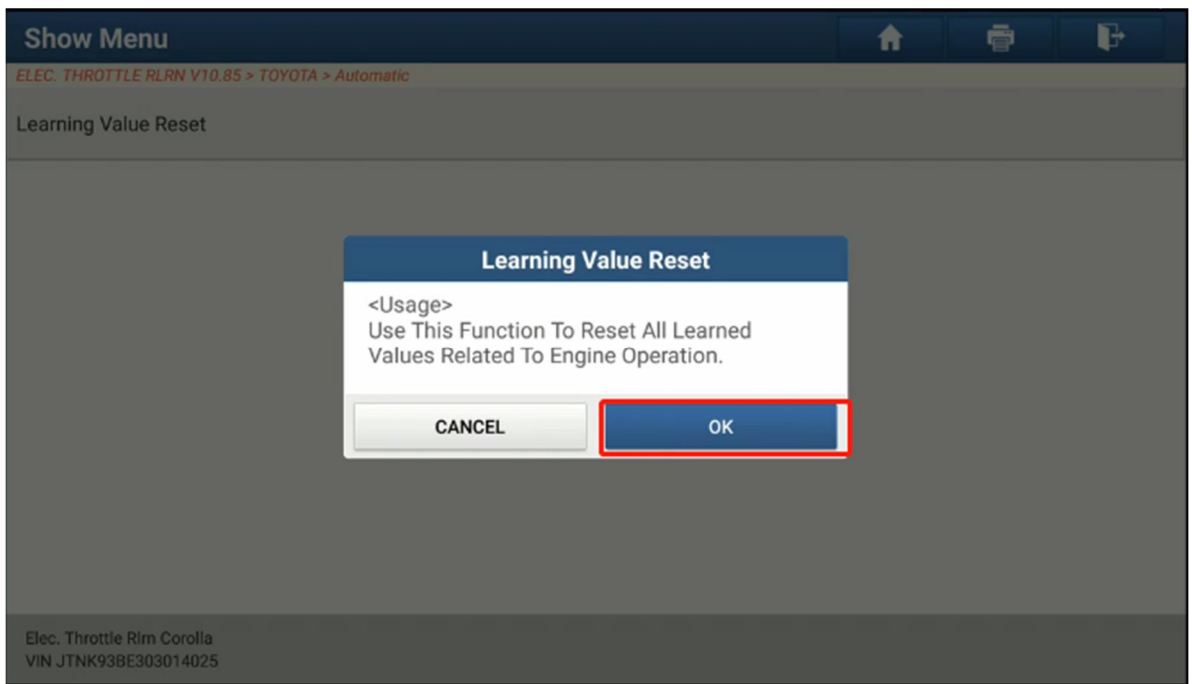 Show Menu
ELEC. THROTTLE RLRN V10.85 > TOYOTA > Automatic
Learning Value Reset
Learning Value Reset
<Usage>
Use This Function To Reset All Learned
Values Related To Engine Operation.
CANCEL
OK
Elec. Throttle Rlrn Corolla
VIN JTNK93BE303014025